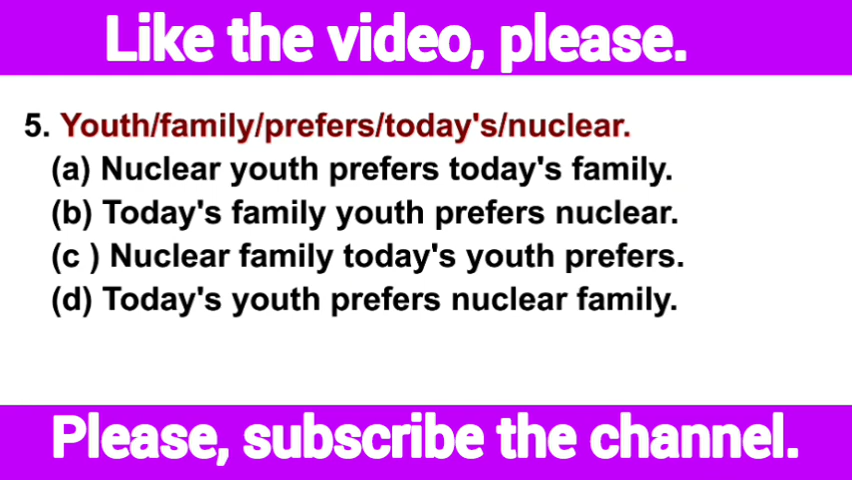 Like the video, please.
5. Youth/family/prefers/today's/nuclear.
(a) Nuclear youth prefers today's family.
(b) Today's family youth prefers nuclear.
(c ) Nuclear family today's youth prefers.
(d) Today's youth prefers nuclear family.
Please, subscribe the channel.